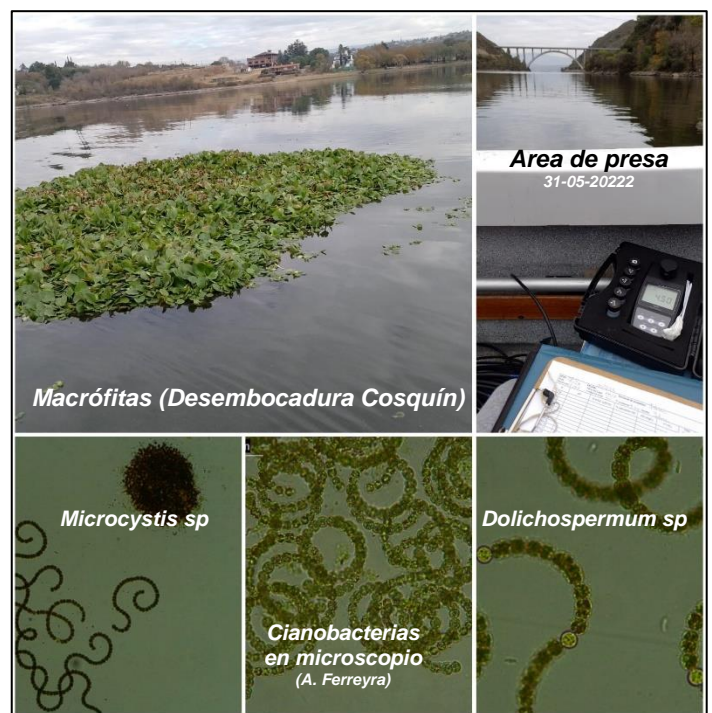 Area de presa
31-05-20222
Macrófitas (Desembocadura Cosquín)
Microcystis sp
Cianobacterias
en microscopio
(A. Ferreyra)
Dolichospermum sp